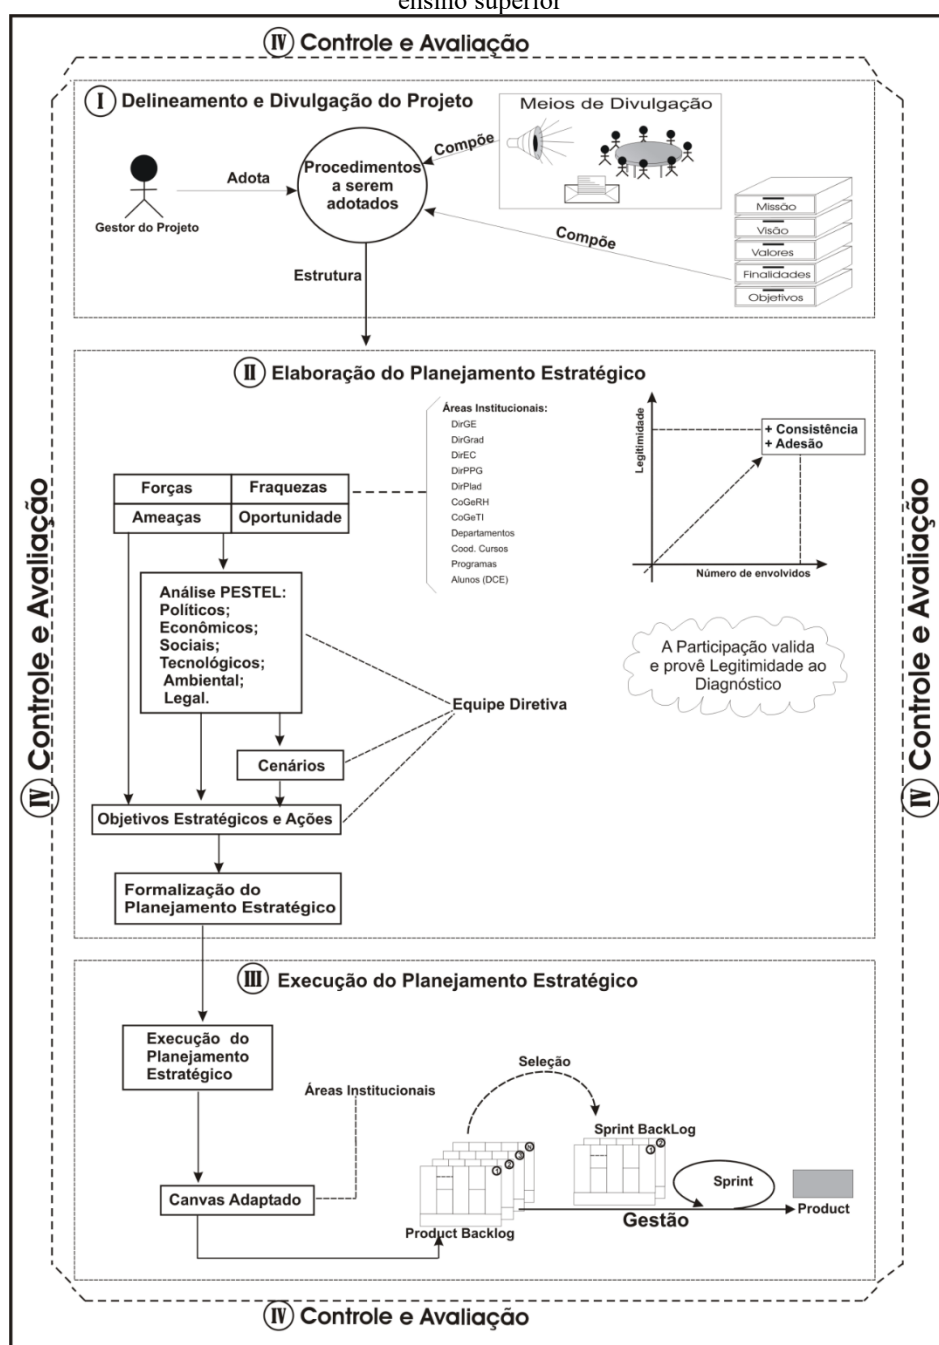 ensino superior
IV Controle e Avaliação
I Delineamento e Divulgação do Projeto
Meios de Divulgação
Compõe
Procedimentos
a serem
adotados
Adota
Gestor do Projeto
Missão
Visão
Valores
Finalidades
Objetivos
Compõe
Estrutura
II Elaboração do Planejamento Estratégico
Áreas Institucionais:
DirGE
DirGrad
DirEC
DirPPG
DirPlad
CoGeRH
CoGeTI
Departamentos
Cood. Cursos
Programas
Alunos (DCE)
Legitimidade
+ Consistência
+ Adesão
Número de envolvidos
Forças
Fraquezas
Ameaças
Oportunidade
Análise PESTEL:
Políticos;
Econômicos;
Sociais;
Tecnológicos;
Ambiental;
Legal.
A Participação valida
e provê Legitimidade ao
Diagnóstico
Equipe Diretiva
Cenários
Objetivos Estratégicos e Ações
Formalização do
Planejamento Estratégico
IV Controle e Avaliação
IV Controle e Avaliação
III Execução do Planejamento Estratégico
Execução do
Planejamento
Estratégico
Áreas Institucionais
Seleção
Sprint BackLog
1
2
1
2
3
N
Canvas Adaptado
Product Backlog
Sprint
Gestão
Product
IV Controle e Avaliação